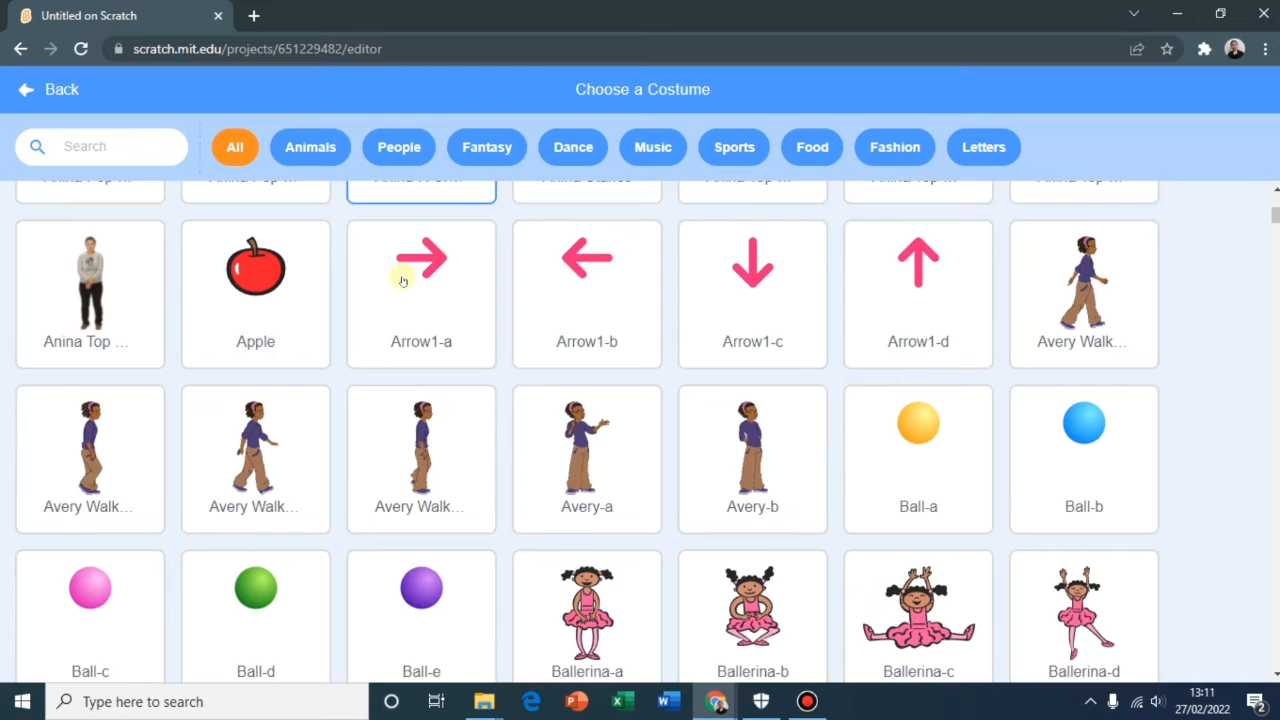 Untitled on Scratch
scratch.mit.edu/projects/651229482/editor
Back
Choose a Costume
Search
All
Animals
People
Fantasy
Dance
Music
Sports
Food
Fashion
Letters
Anina Top ...
Apple
Arrow1-a
Arrow1-b
Arrow1-c
Arrow1-d
Avery Walk...
Avery Walk...
Avery Walk...
Avery Walk...
Avery-a
Avery-b
Ball-a
Ball-b
Ball-c
Ball-d
Ball-e
Ballerina-a
Ballerina-b
Ballerina-c
Ballerina-d
Type here to search
13:11
27/02/2022
2